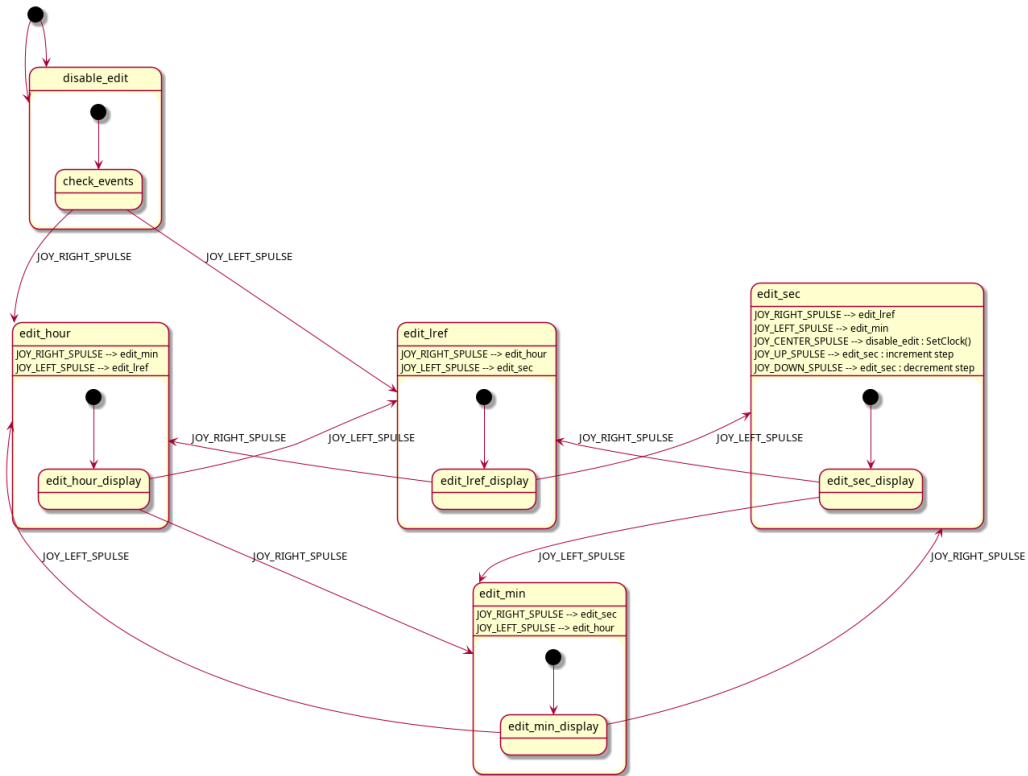 disable_edit
check_events
JOY_RIGHT_SPULSE
JOY_LEFT_SPULSE
edit_sec
JOY_RIGHT_SPULSE --> edit_lref
JOY_LEFT_SPULSE --> edit_min
JOY_CENTER_SPULSE --> disable_edit : SetClock()
JOY_UP_SPULSE --> edit_sec : increment step
JOY_DOWN_SPULSE --> edit_sec : decrement step
edit_hour
JOY_RIGHT_SPULSE --> edit_min
JOY_LEFT_SPULSE --> edit_lref
edit_lref
JOY_RIGHT_SPULSE --> edit_hour
JOY_LEFT_SPULSE --> edit_sec
JOY_RIGHT_SPULSE
JOY_LEFT_SPULSE
JOY_RIGHT_SPULSE
JOY_LEFT_SPULSE
edit_hour_display
edit_lref_display
edit_sec_display
JOY_LEFT_SPULSE
JOY_RIGHT_SPULSE
JOY_LEFT_SPULSE
JOY_RIGHT_SPULSE
edit_min
JOY_RIGHT_SPULSE --> edit_sec
JOY_LEFT_SPULSE --> edit_hour
edit_min_display